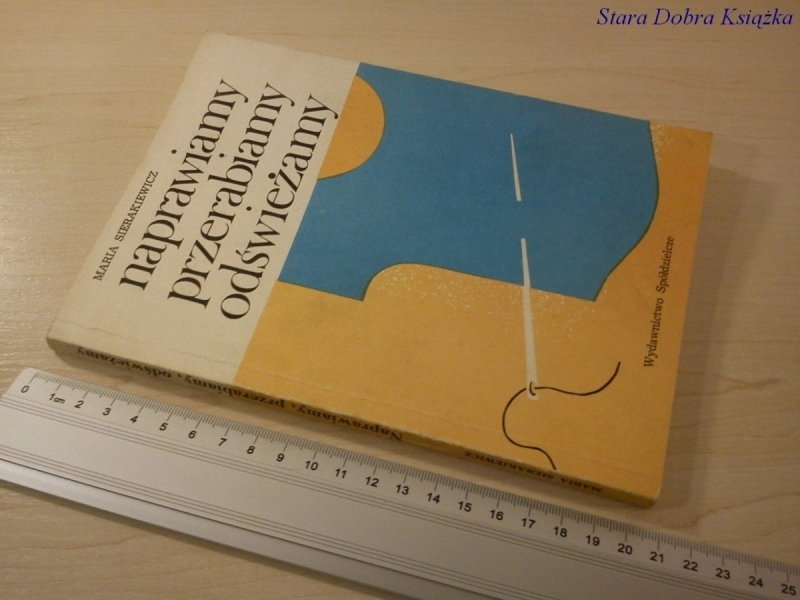 Stara Dobra Książka
MARIA SIERAKIEWICZ
naprawiamy
przerabiamy
odświeżamy
Wydawnictwo Spółdzielcze
MARIA SIERAKIEWICZ Naprawiamy, przerabiamy, odświeżamy
0 1cm 2 3 4 5 6 7 8 9 10 11 12 13 14 15 16 17 18 19 20 21 22 23 24 25